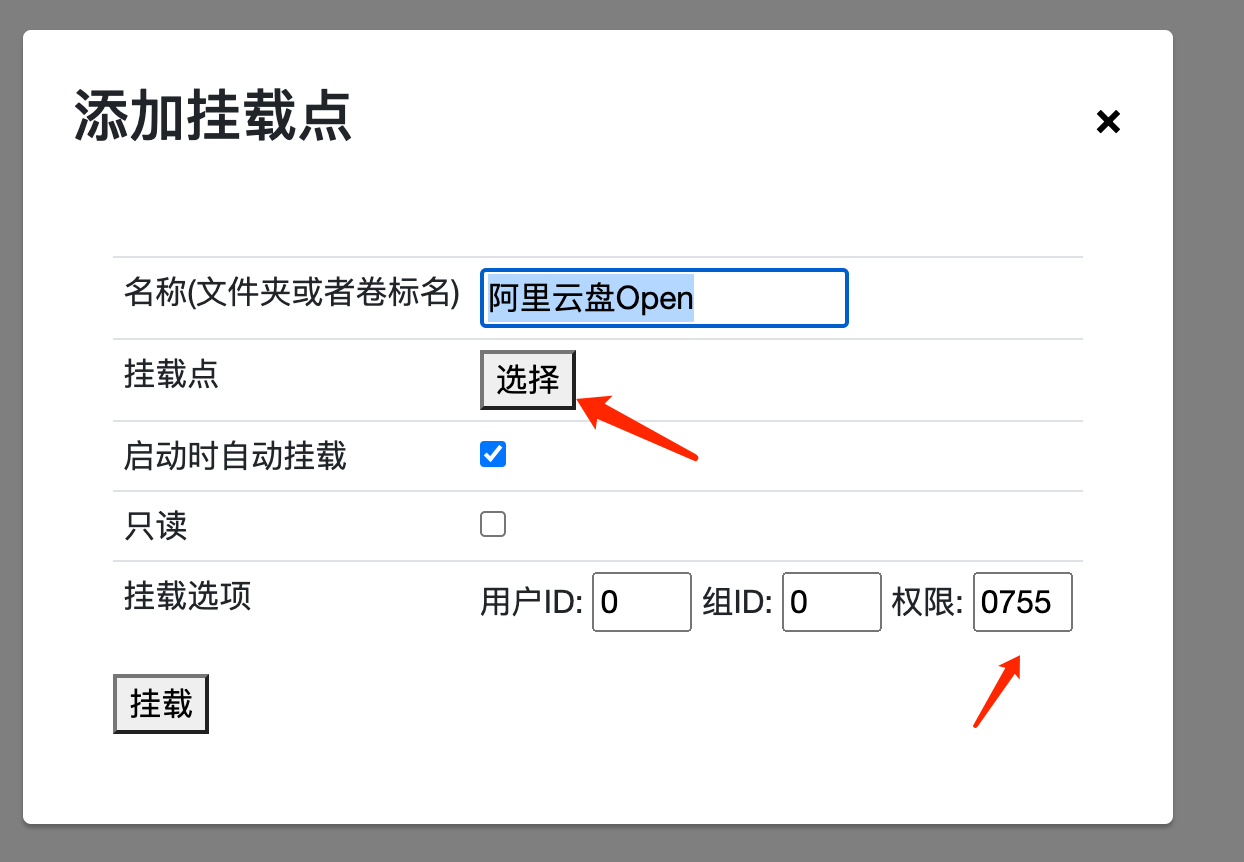 添加挂载点
名称(文件夹或者卷标名) 阿里云盘Open
挂载点 选择
启动时自动挂载
只读
挂载选项 用户ID: 0 组ID: 0 权限: 0755
挂载